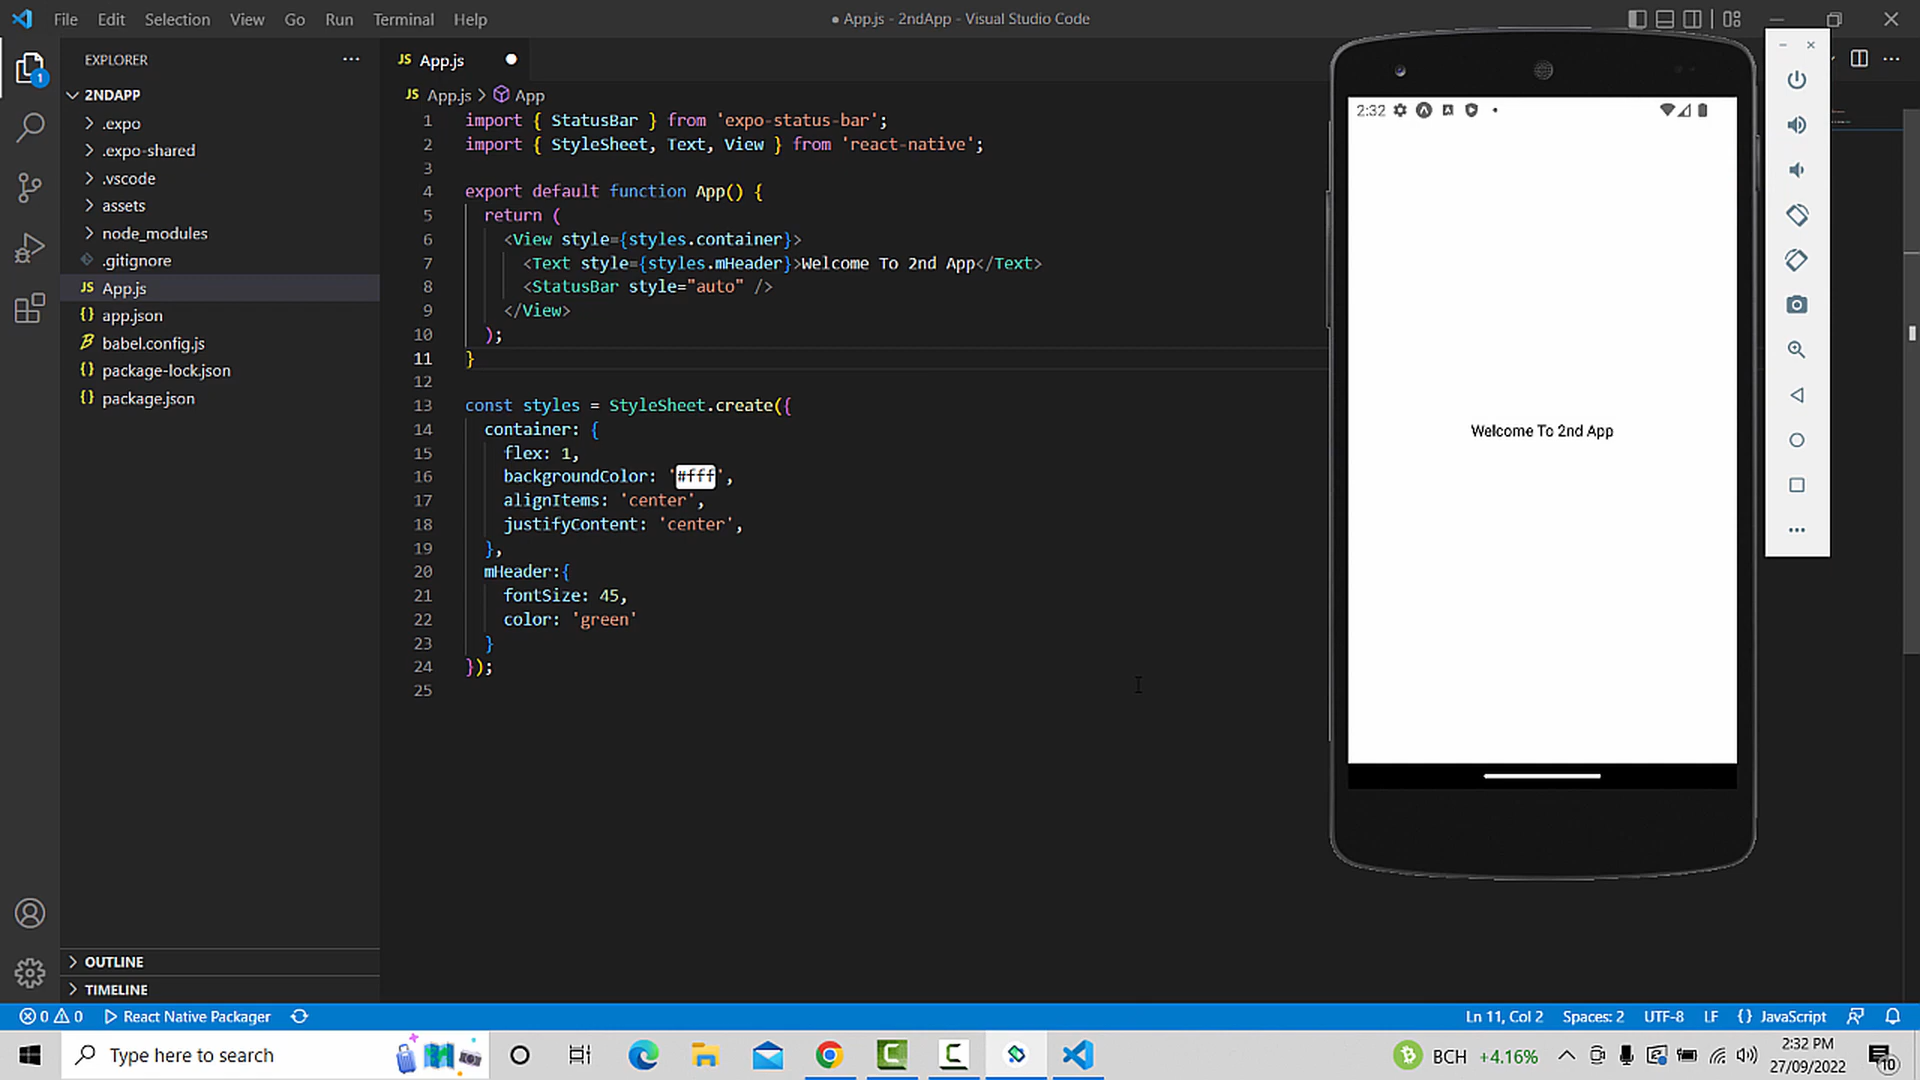 File Edit Selection View Go Run Terminal Help
● App.js - 2ndApp - Visual Studio Code
EXPLORER
2NDAPP
.expo
.expo-shared
.vscode
assets
node_modules
.gitignore
JS App.js
{} app.json
babel.config.js
{} package-lock.json
{} package.json
OUTLINE
TIMELINE
1
JS App.js
JS App.js > App
1 import { StatusBar } from 'expo-status-bar';
2 import { StyleSheet, Text, View } from 'react-native';
3
4 export default function App() {
5 return (
6 <View style={styles.container}>
7 <Text style={styles.mHeader}>Welcome To 2nd App</Text>
8 <StatusBar style="auto" />
9 </View>
10 );
11 }
12
13 const styles = StyleSheet.create({
14 container: {
15 flex: 1,
16 backgroundColor: '#fff',
17 alignItems: 'center',
18 justifyContent: 'center',
19 },
20 mHeader:{
21 fontSize: 45,
22 color: 'green'
23 }
24 });
25
2:32
Welcome To 2nd App
0 0 React Native Packager
Ln 11, Col 2 Spaces: 2 UTF-8 LF {} JavaScript
Type here to search
BCH +4.16%
2:32 PM
27/09/2022
10